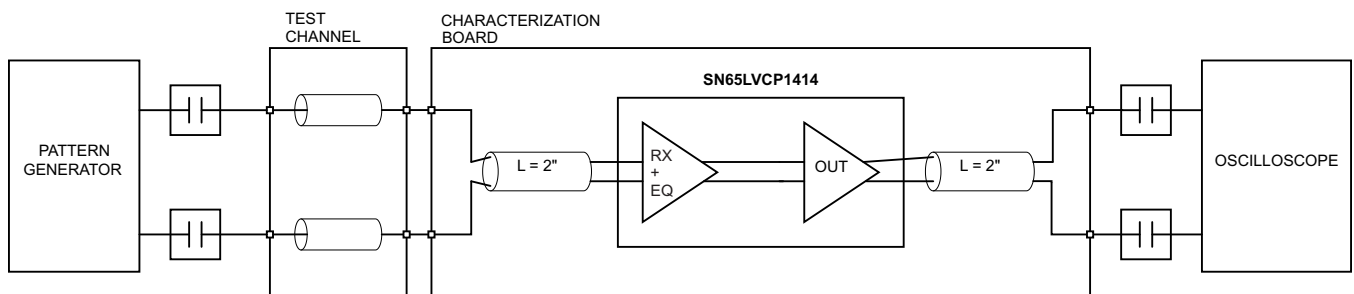 TEST
CHANNEL
CHARACTERIZATION
BOARD
SN65LVCP1414
PATTERN
GENERATOR
L = 2"
RX
+
EQ
OUT
L = 2"
OSCILLOSCOPE